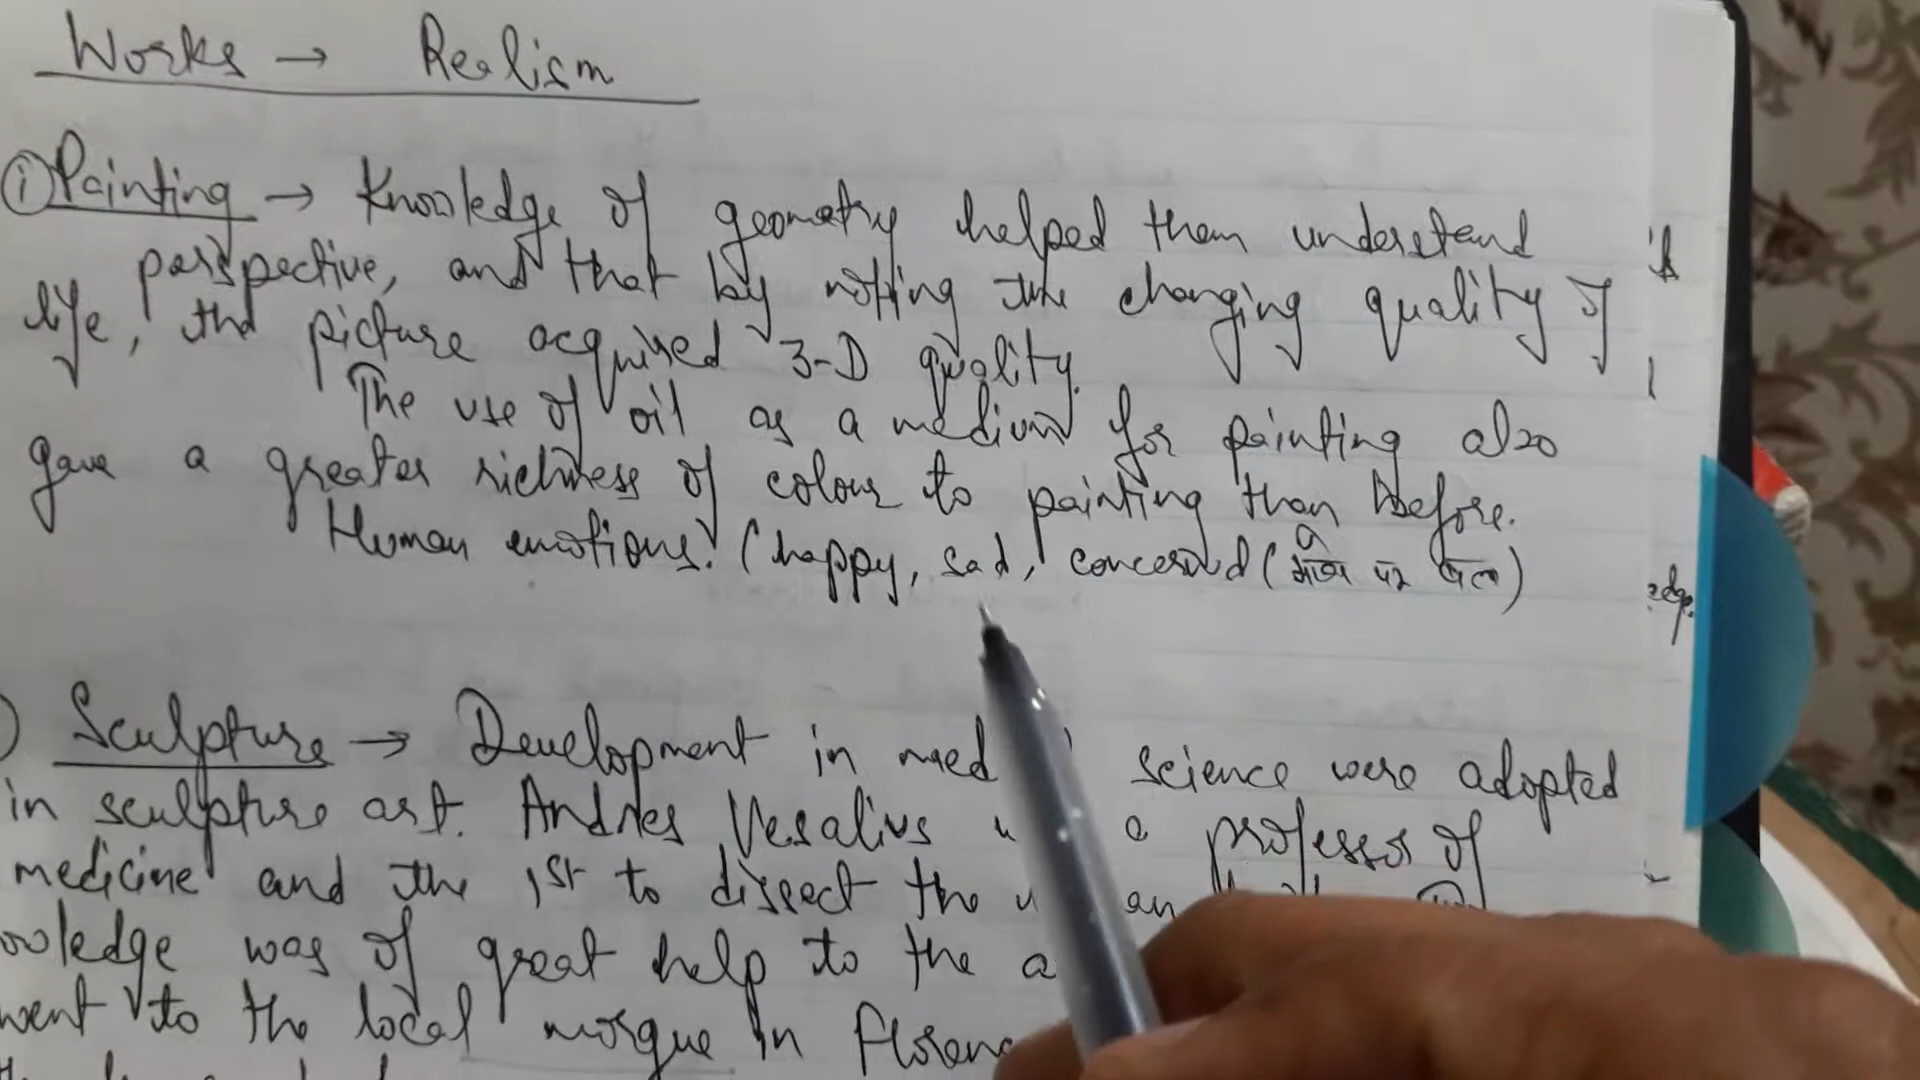 Works → Realism
i Painting → Knowledge of geometry helped them understand
perspective, and that by notting the changing quality of
life, the picture acquired 3-D quality.
The use of oil as a medium for painting also
gave a greater richness of colour to painting than before.
Human emotions. (happy, sad, concerned ( पर
) Sculpture → Development in med science were adopted
in sculpture art. Andres Vesalius a professor of
medicine and the 1st to dissect the
owledge was of great help to the a
went to the local morgue in Floren